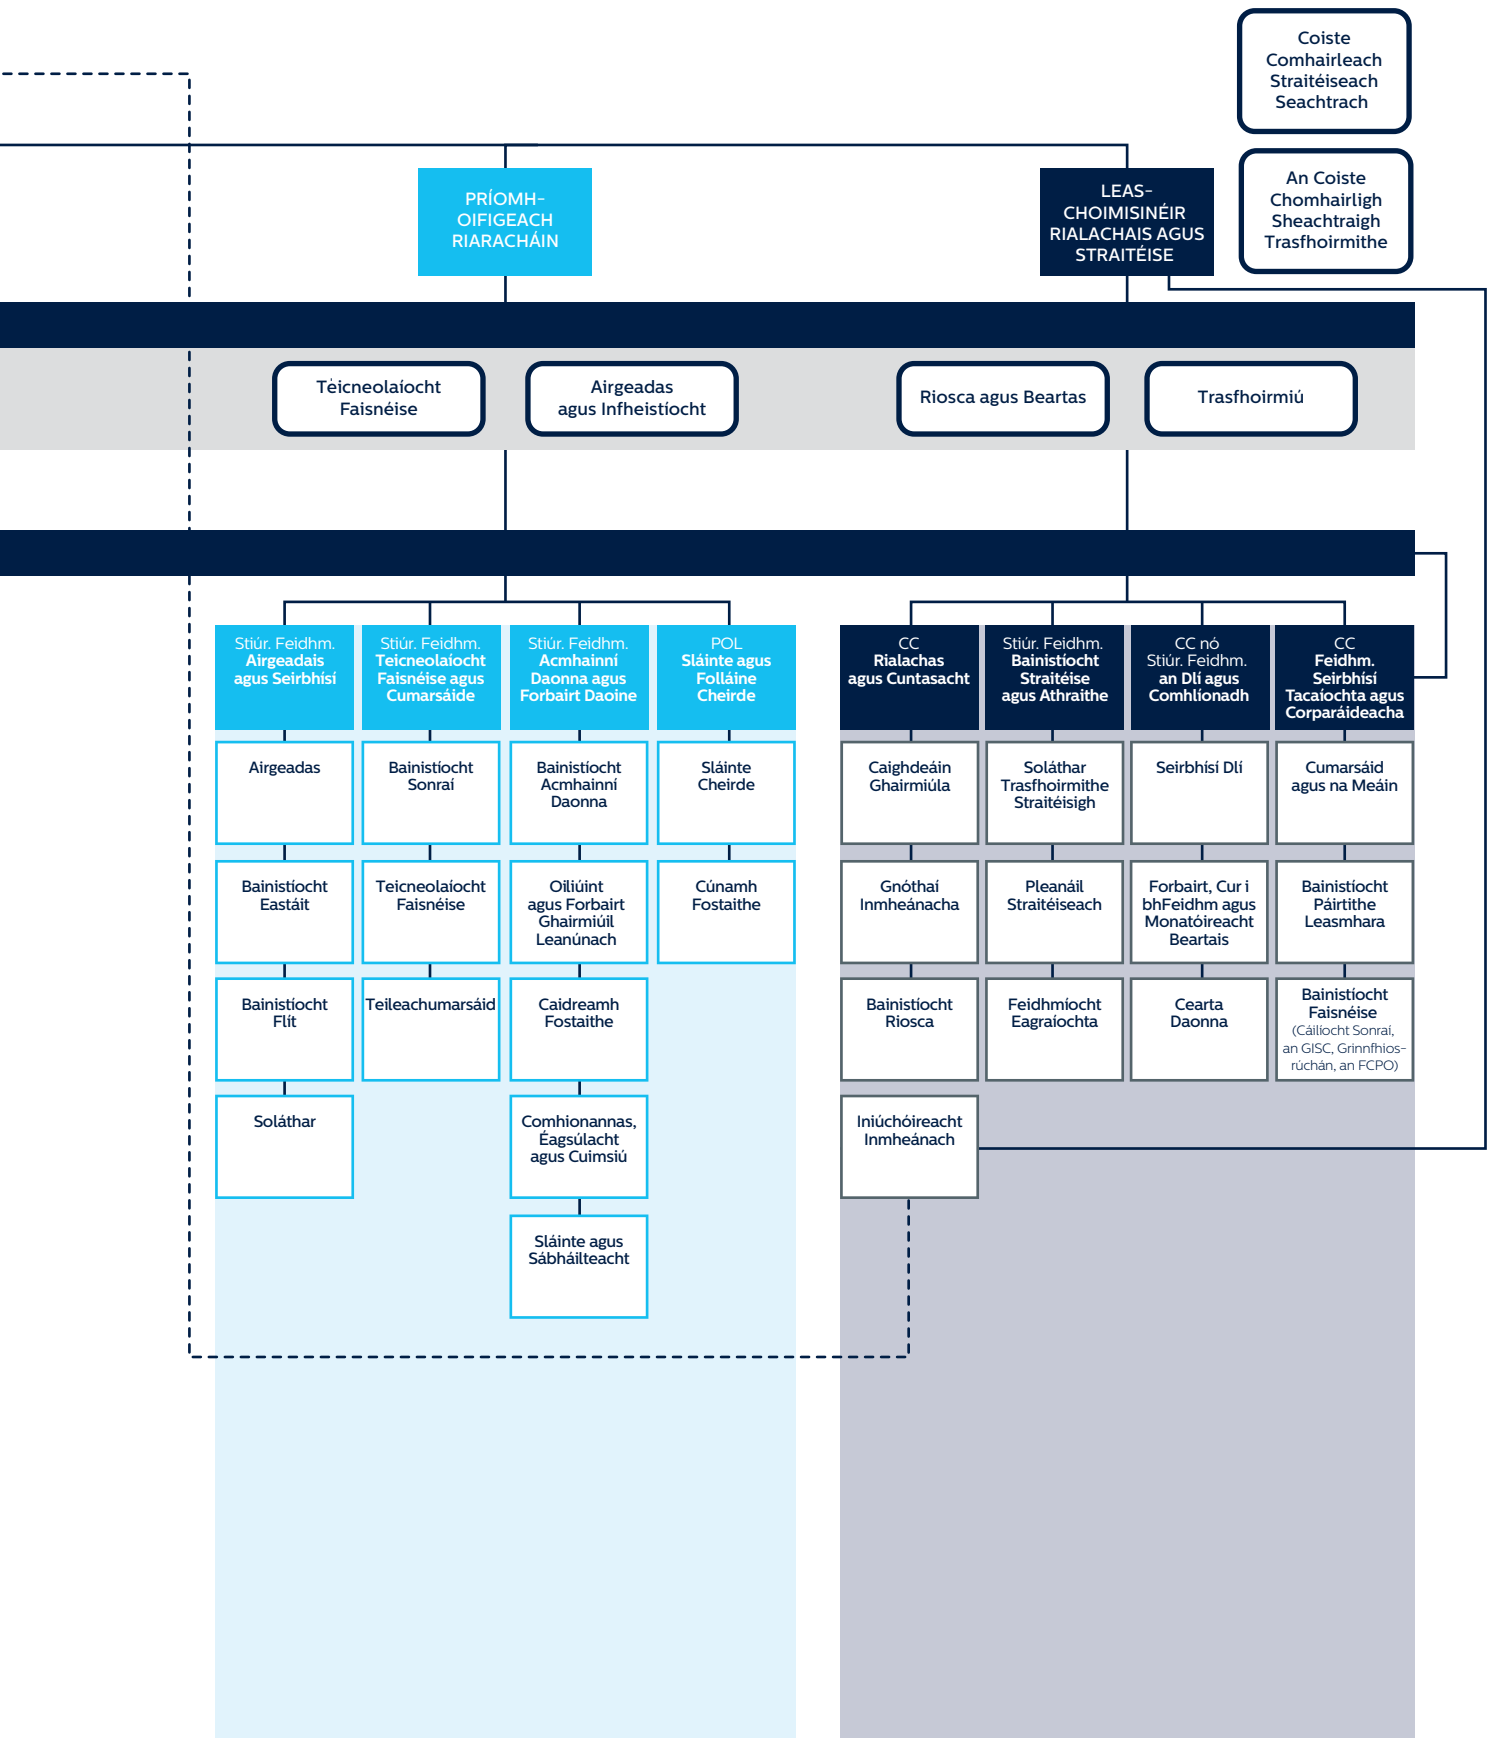 Coiste
Comhairleach
Straitéiseach
Seachtrach
An Coiste
Chomhairligh
Sheachtraigh
Trasfhoirmithe
PRÍOMH-
OIFIGEACH
RIARACHÁIN
LEAS-
CHOIMISINÉIR
RIALACHAIS AGUS
STRAITÉISE
Téicneolaíocht
Faisnéise
Airgeadas
agus Infheistíocht
Riosca agus Beartas
Trasfhoirmiú
Stiúr. Feidhm.
Airgeadais
agus Seirbhísí
Stiúr. Feidhm.
Teicneolaíocht
Faisnéise agus
Cumarsáide
Stiúr. Feidhm.
Acmhainní
Daonna agus
Forbairt Daoine
POL
Sláinte agus
Folláine
Cheirde
CC
Rialachas
agus Cuntasacht
Stiúr. Feidhm.
Bainistíocht
Straitéise
agus Athraithe
CC nó
Stiúr. Feidhm.
an Dlí agus
Comhlíonadh
CC
Feidhm.
Seirbhísí
Tacaíochta agus
Corparáideacha
Airgeadas
Bainistíocht
Sonraí
Bainistíocht
Acmhainní
Daonna
Sláinte
Cheirde
Caighdeáin
Ghairmiúla
Soláthar
Trasfhoirmithe
Straitéisigh
Seirbhísí Dlí
Cumarsáid
agus na Meáin
Bainistíocht
Eastáit
Teicneolaíocht
Faisnéise
Oiliúint
agus Forbairt
Ghairmiúil
Leanúnach
Cúnamh
Fostaithe
Gnóthaí
Inmheánacha
Pleanáil
Straitéiseach
Forbairt, Cur i
bhFeidhm agus
Monatóireacht
Beartais
Bainistíocht
Páirtithe
Leasmhara
Bainistíocht
Flít
Teileachumarsáid
Caidreamh
Fostaithe
Bainistíocht
Riosca
Feidhmíocht
Eagraíochta
Cearta
Daonna
Bainistíocht
Faisnéise
(Cáilíocht Sonraí,
an GISC, Grinnfhios-
rúchán, an FCPO)
Soláthar
Comhionannas,
Éagsúlacht
agus Cuimsiú
Iniúchóireacht
Inmheánach
Sláinte agus
Sábháilteacht